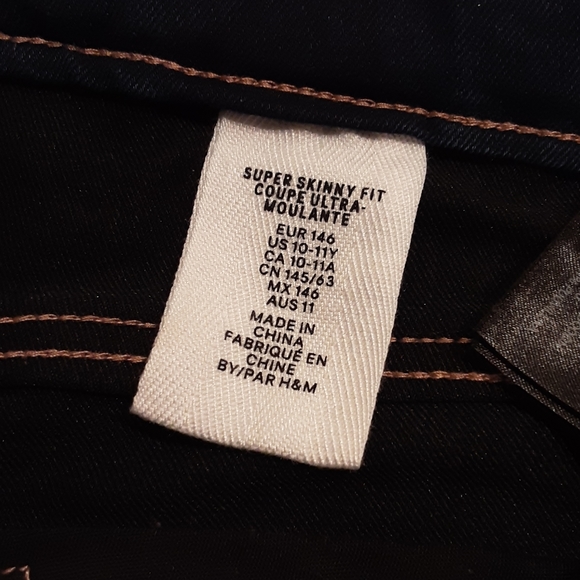 SUPER SKINNY FIT
COUPE ULTRA-
MOULANTE
EUR 146
US 10-11Y
CA 10-11A
CN 145/63
MX 146
AUS 11
MADE IN
CHINA
FABRIQUÉ EN
CHINE
BY/PAR H&M